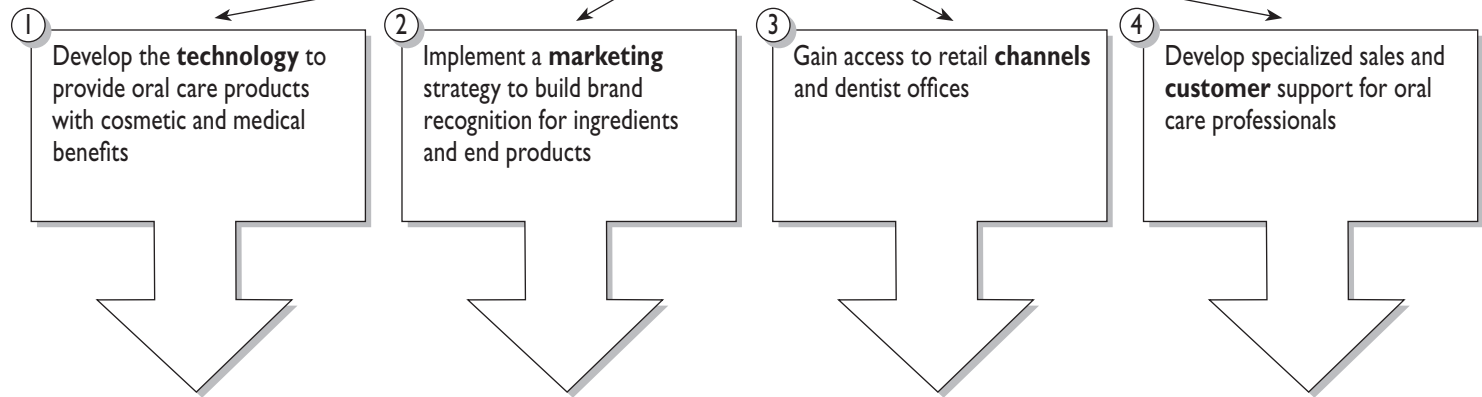 1
Develop the technology to
provide oral care products
with cosmetic and medical
benefits
2
Implement a marketing
strategy to build brand
recognition for ingredients
and end products
3
Gain access to retail channels
and dentist offices
4
Develop specialized sales and
customer support for oral
care professionals